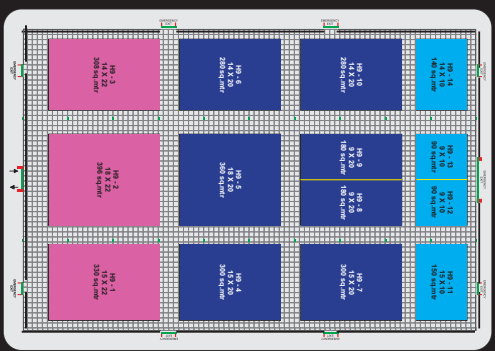 H9 - 3
14 X 22
308 sq.mtr
H9 - 6
14 X 20
280 sq.mtr
H9 - 10
14 X 20
280 sq.mtr
H9 - 14
14 X 10
140 sq.mtr
H9 - 2
18 X 22
396 sq.mtr
H9 - 5
18 X 20
360 sq.mtr
H9 - 9
9 X 20
180 sq.mtr
H9 - 8
9 X 20
180 sq.mtr
H9 - 13
9 X 10
90 sq.mtr
H9 - 12
9 X 10
90 sq.mtr
H9 - 1
15 X 22
330 sq.mtr
H9 - 4
15 X 20
300 sq.mtr
H9 - 7
15 X 20
300 sq.mtr
H9 - 11
15 X 10
150 sq.mtr